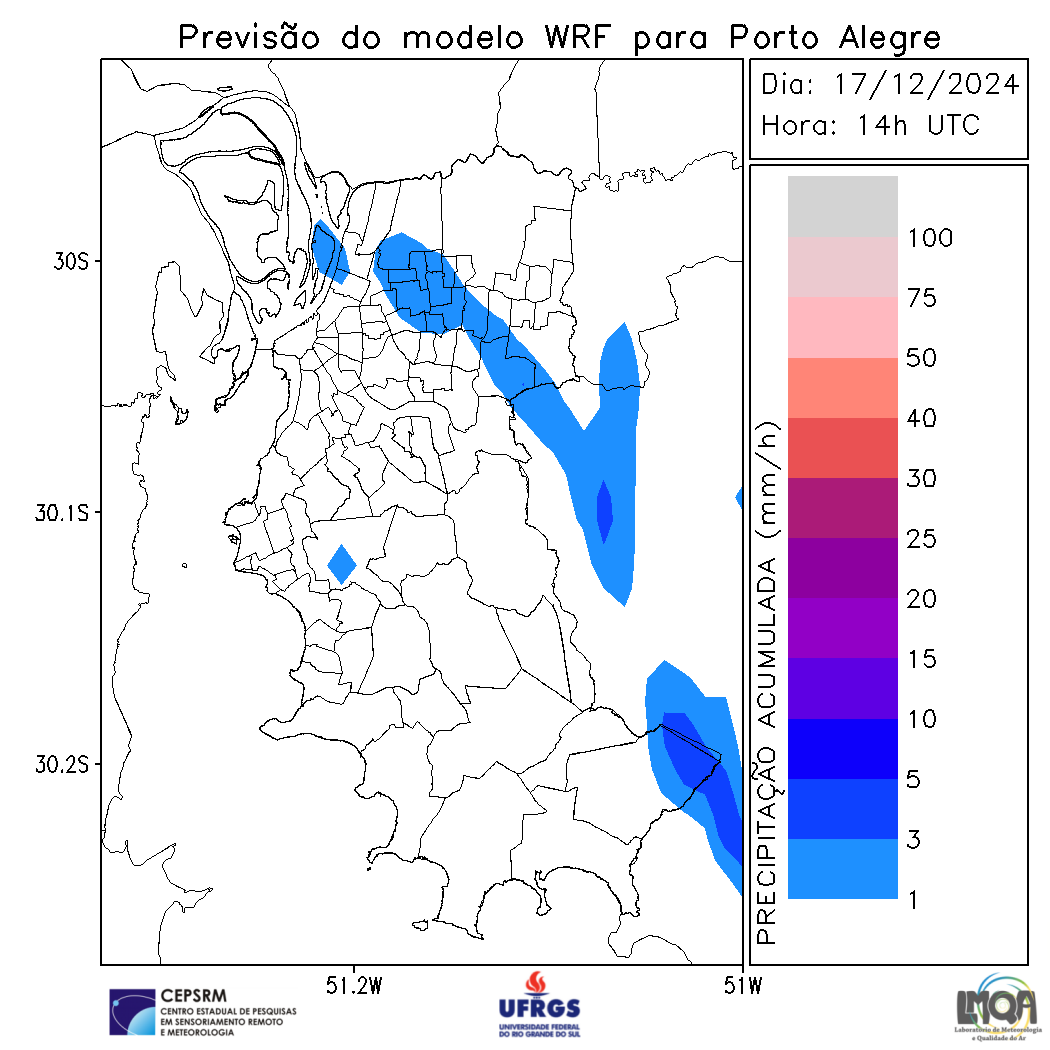 Previsão do modelo WRF para Porto Alegre
Dia: 17/12/2024
Hora: 14h UTC
30S
30.1S
30.2S
51.2W
51W
PRECIPITAÇÃO ACUMULADA (mm/h)
100
75
50
40
30
25
20
15
10
5
3
1
CEPSRM
CENTRO ESTADUAL DE PESQUISAS
EM SENSORIAMENTO REMOTO
E METEOROLOGIA
UFRGS
UNIVERSIDADE FEDERAL
DO RIO GRANDE DO SUL
LMQA
Laboratório de Meteorologia
e Qualidade do Ar